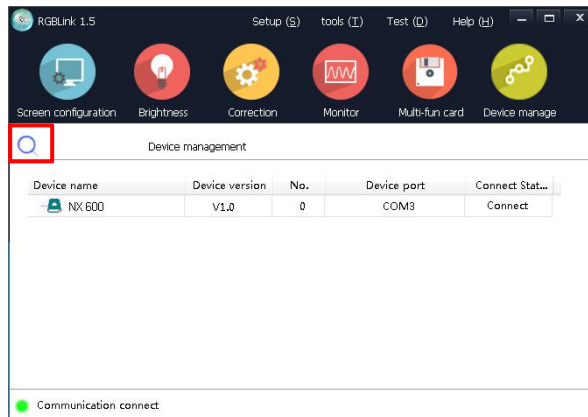 RGBLink 1.5 Setup (S) tools (T) Test (D) Help (H)
Screen configuration Brightness Correction Monitor Multi-fun card Device manage
Device management
Device name Device version No. Device port Connect Stat...
NX 600 V1.0 0 COM3 Connect
Communication connect